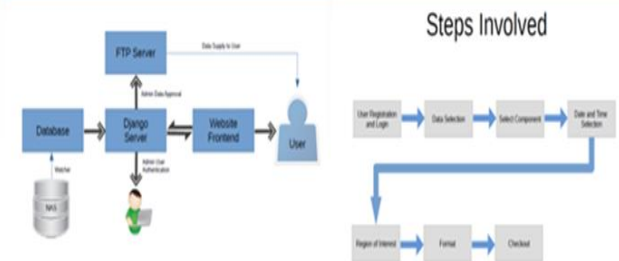 FTP Server
Data Supply to User
Admin Data Approval
Database
Django
Server
Website
Frontend
User
Watcher
Admin User
Authentication
NAS
Steps Involved
User Registration
and Login
Data Selection
Select Component
Date and Time
Selection
Region of Interest
Format
Checkout